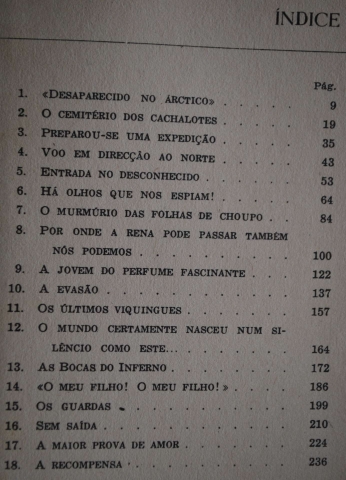 ÍNDICE
Pág.
1. «Desaparecido no árctico» . . . . . 9
2. O cemitério dos cachalotes . . . . 19
3. Preparou-se uma expedição . . . . 35
4. Voo em direcção ao norte . . . . 43
5. Entrada no desconhecido . . . . . 53
6. Há olhos que nos espiam! . . . . . 64
7. O murmúrio das folhas de choupo . . 84
8. Por onde a rena pode passar também
nós podemos . . . . . . . . . . 100
9. A jovem do perfume fascinante . . . 122
10. A evasão . . . . . . . . . . . 137
11. Os últimos viquingues . . . . . . 157
12. O mundo certamente nasceu num si-
lêncio como este... . . . . . . . . 164
13. As Bocas do Inferno . . . . . . . 172
14. «O meu filho! O meu filho!» . . . . 186
15. Os guardas . . . . . . . . . . 199
16. Sem saída . . . . . . . . . . . 210
17. A maior prova de amor . . . . . . 224
18. A recompensa . . . . . . . . . . 236